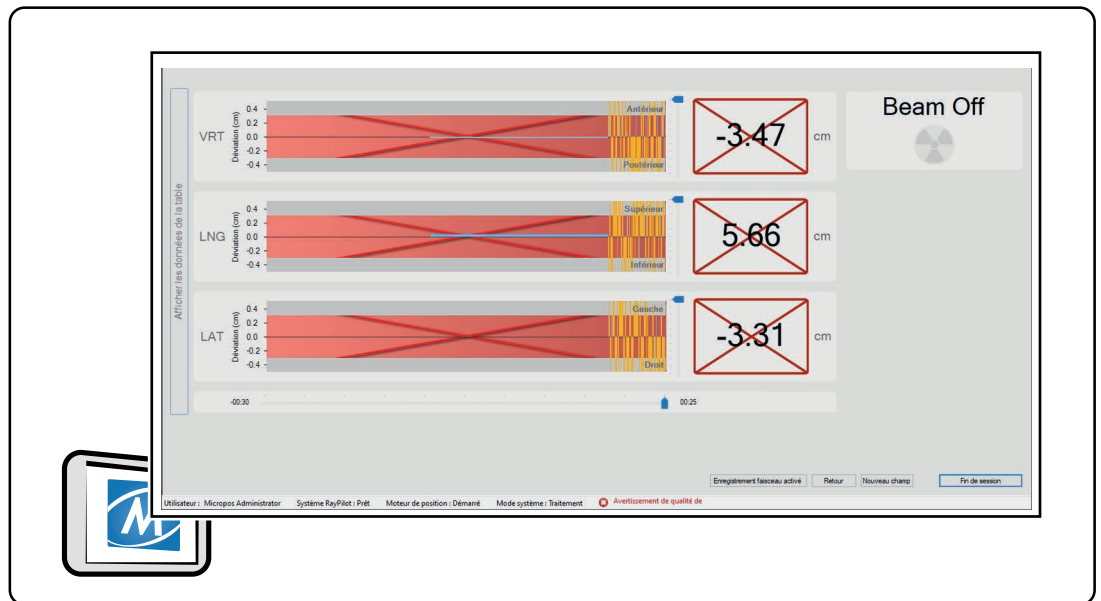 Beam Off
Afficher les données de la table
VRT
Déviation (cm)
0.4
0.2
0.0
-0.2
-0.4
Antérieur
Postérieur
-3.47
cm
LNG
Déviation (cm)
0.4
0.2
0.0
-0.2
-0.4
Supérieur
Inférieur
5.66
cm
LAT
Déviation (cm)
0.4
0.2
0.0
-0.2
-0.4
Gauche
Droit
-3.31
cm
-00:30
00:25
Enregistrement faisceau activé
Retour
Nouveau champ
Fin de session
Utilisateur : Micropos Administrator
Système RayPilot : Prêt
Moteur de position : Démarré
Mode système : Traitement
Avertissement de qualité de
M